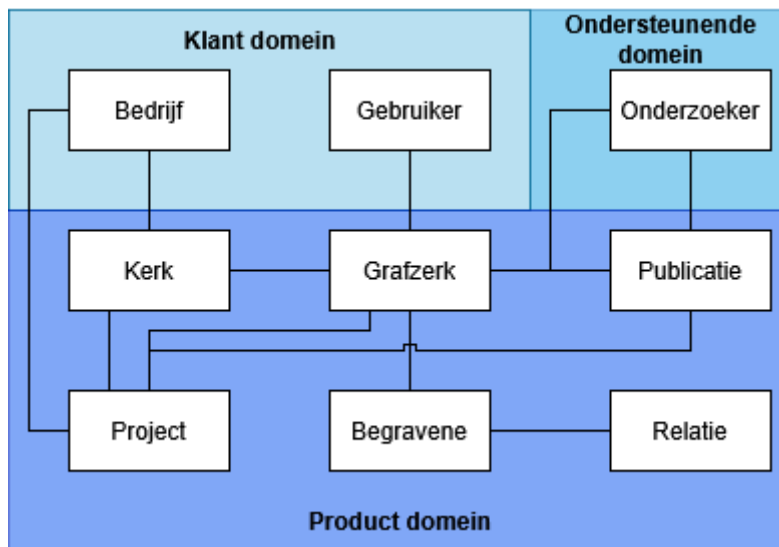 Klant domein
Ondersteunende
domein
Bedrijf
Gebruiker
Onderzoeker
Kerk
Grafzerk
Publicatie
Project
Begravene
Relatie
Product domein